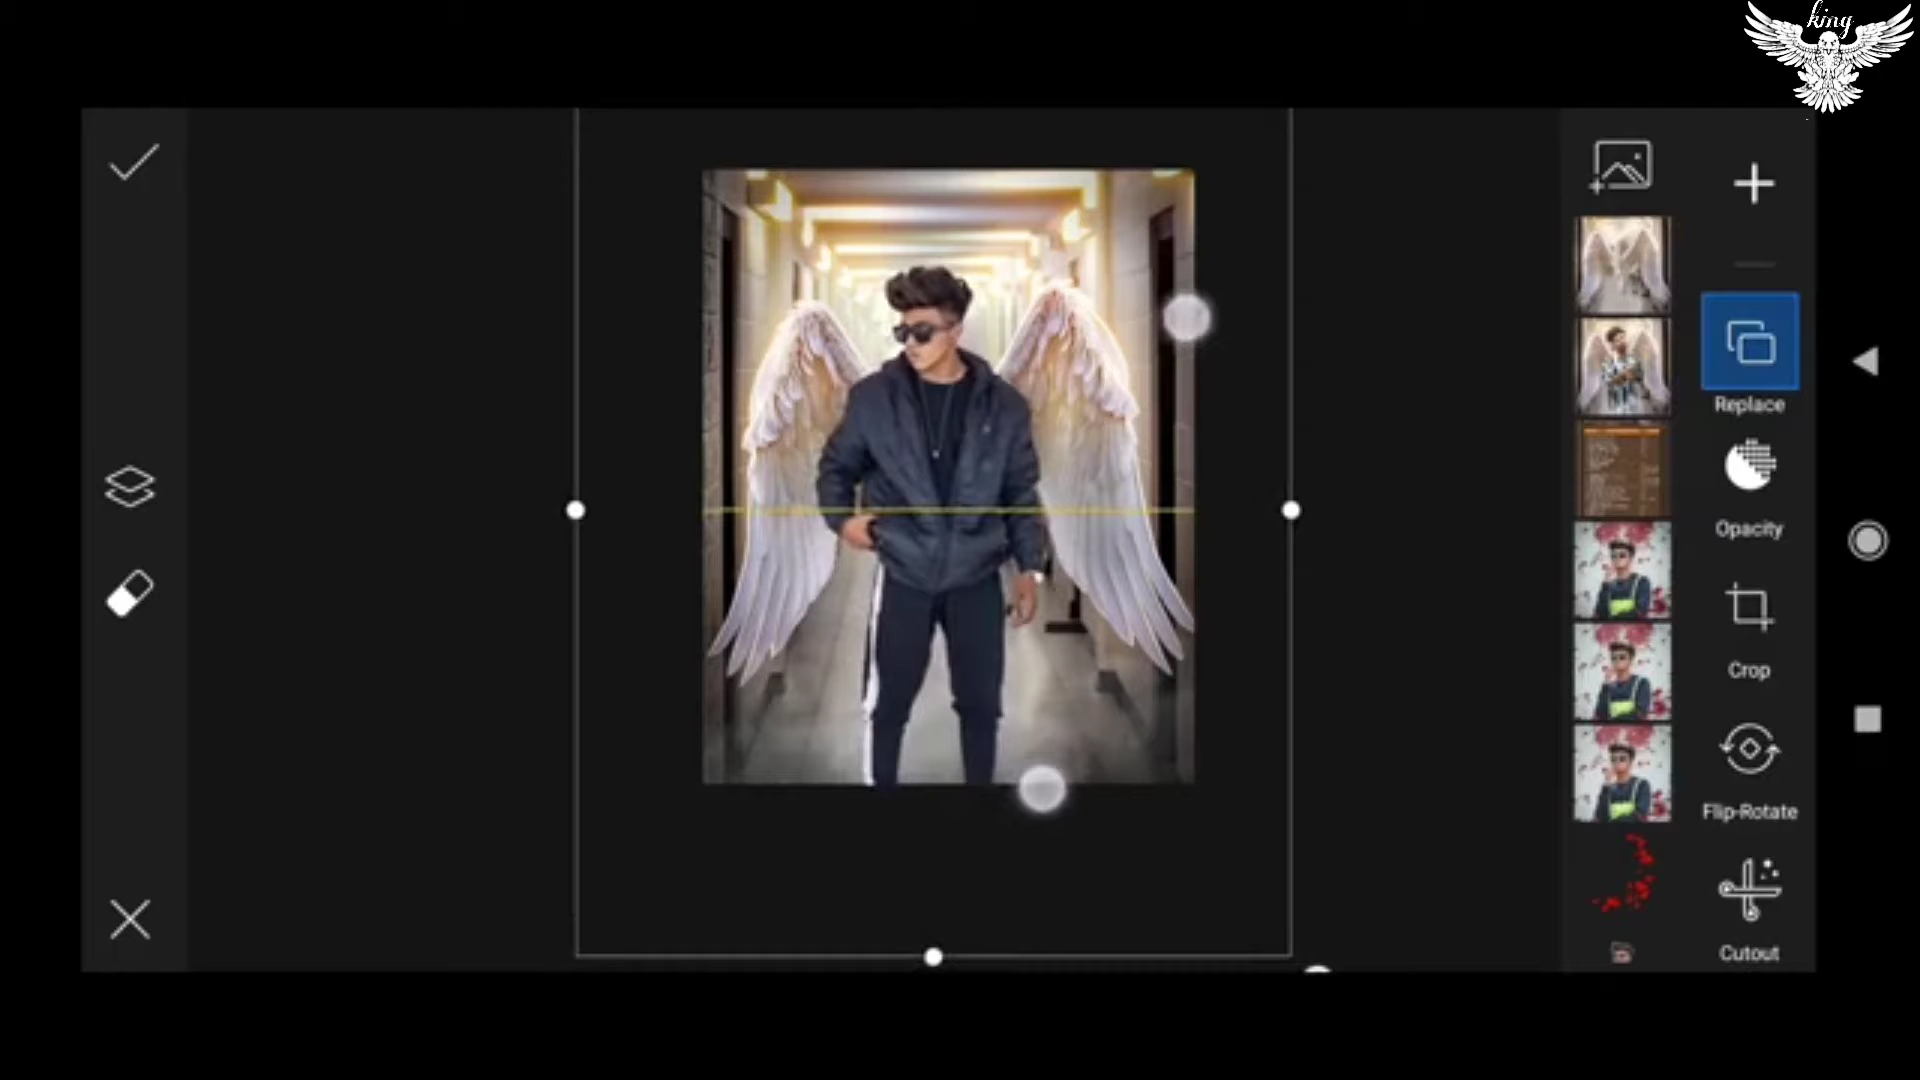 king
Replace
Opacity
Crop
Flip-Rotate
Cutout